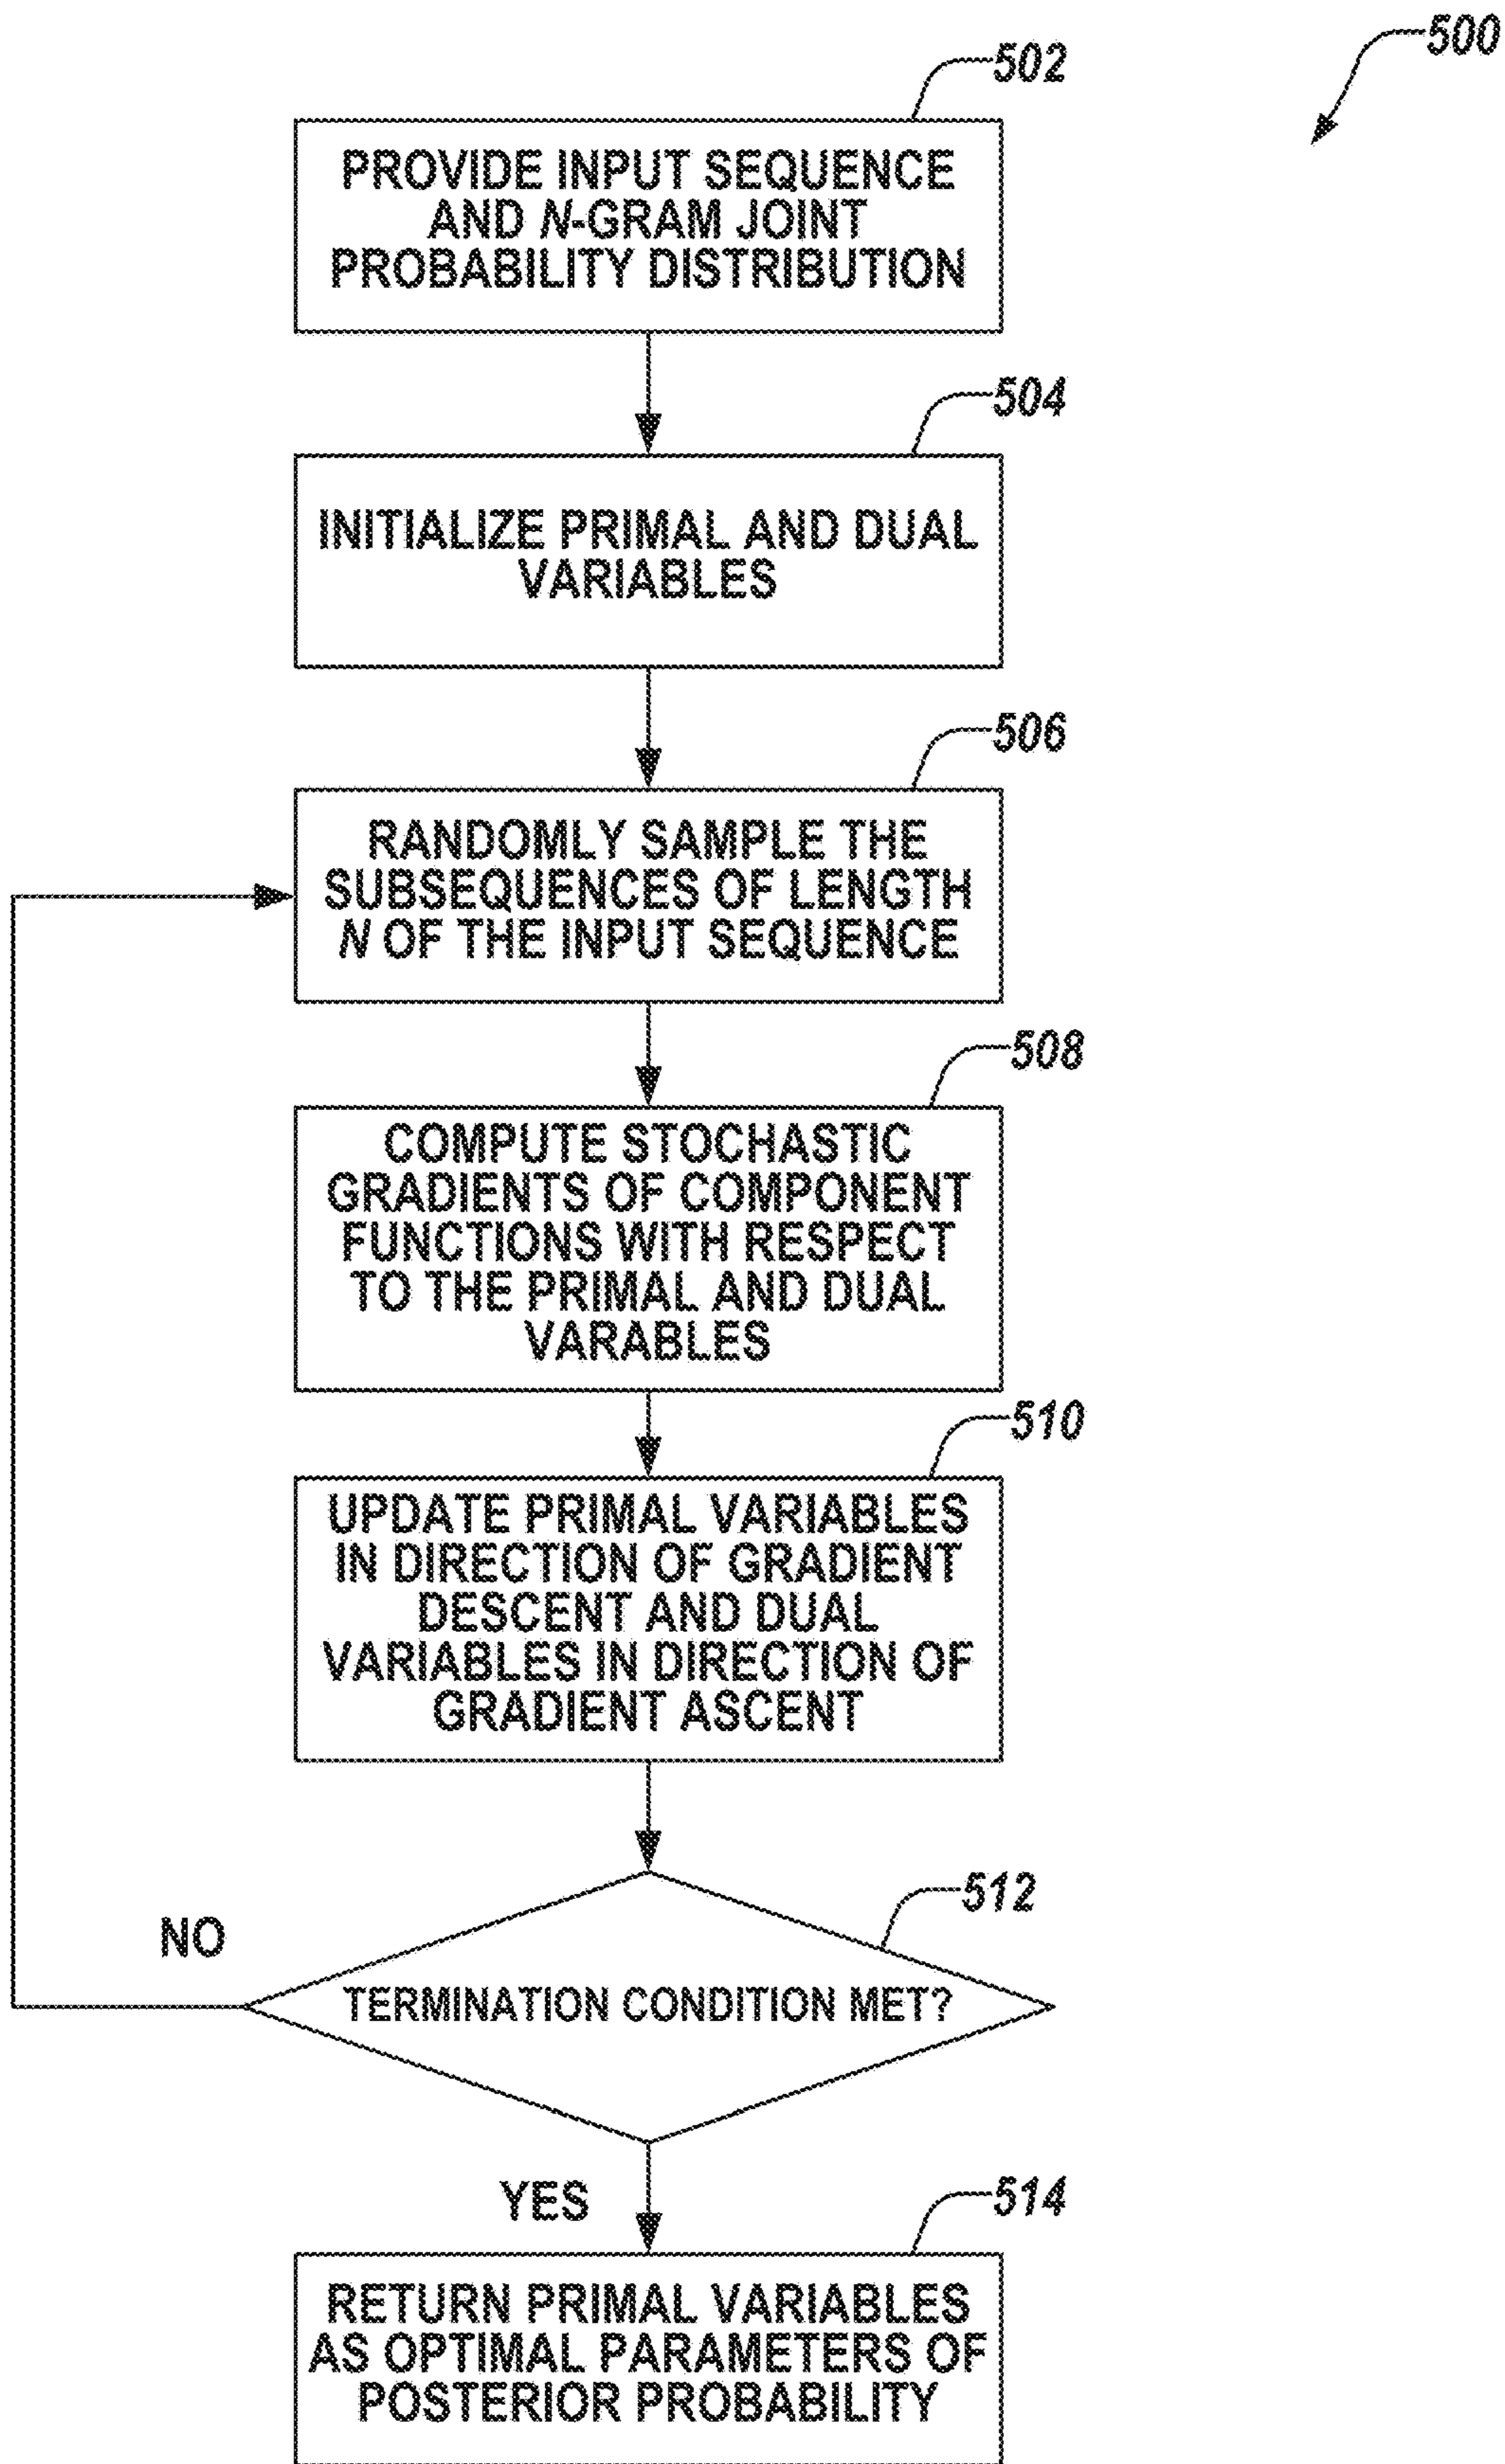 500
502
PROVIDE INPUT SEQUENCE
AND N-GRAM JOINT
PROBABILITY DISTRIBUTION
504
INITIALIZE PRIMAL AND DUAL
VARIABLES
506
RANDOMLY SAMPLE THE
SUBSEQUENCES OF LENGTH
N OF THE INPUT SEQUENCE
508
COMPUTE STOCHASTIC
GRADIENTS OF COMPONENT
FUNCTIONS WITH RESPECT
TO THE PRIMAL AND DUAL
VARABLES
510
UPDATE PRIMAL VARIABLES
IN DIRECTION OF GRADIENT
DESCENT AND DUAL
VARIABLES IN DIRECTION OF
GRADIENT ASCENT
512
NO
TERMINATION CONDITION MET?
YES
514
RETURN PRIMAL VARIABLES
AS OPTIMAL PARAMETERS OF
POSTERIOR PROBABILITY